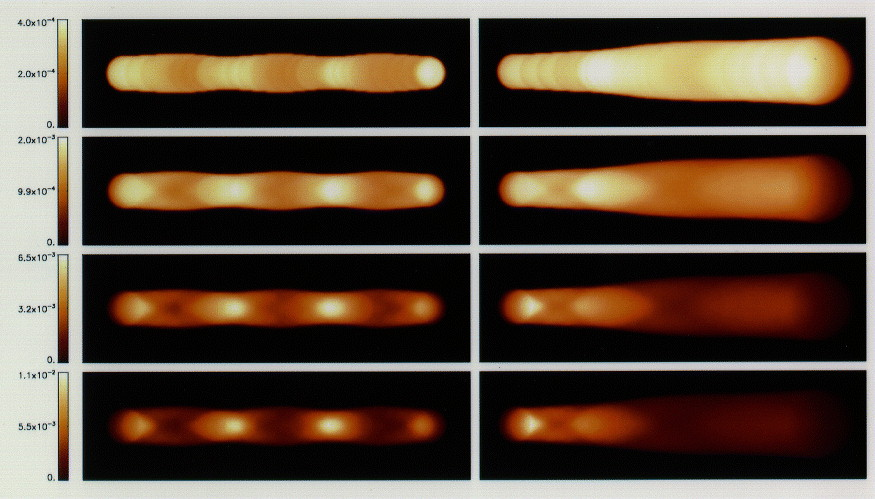 4.0x10⁻⁴
2.0x10⁻⁴
0.
2.0x10⁻³
9.9x10⁻⁴
0.
6.5x10⁻³
3.2x10⁻³
0.
1.1x10⁻²
5.5x10⁻³
0.